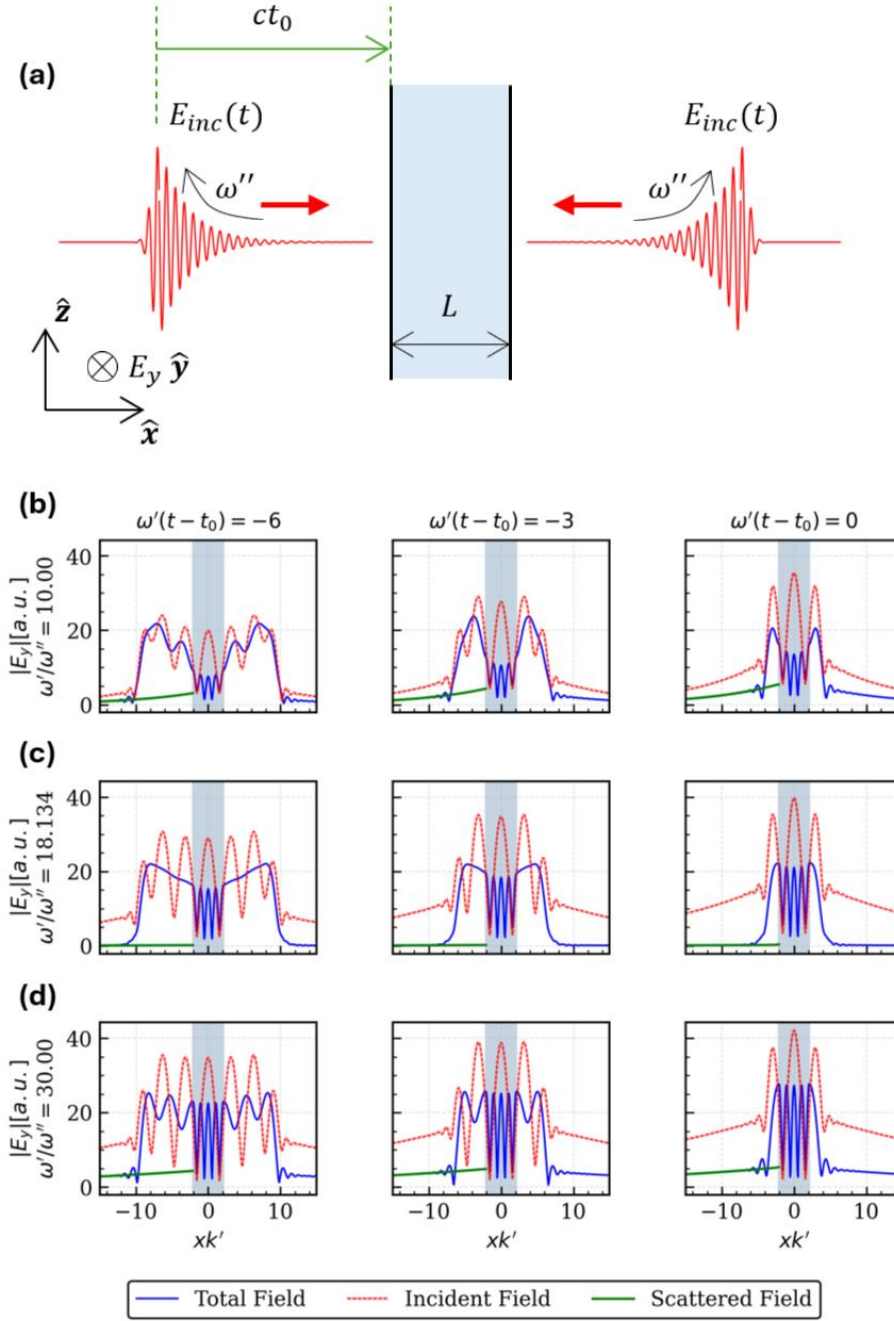 ct₀
(a)
E_inc(t)
E_inc(t)
ω''
ω''
L
ẑ
E_y ŷ
x̂
(b)
ω'(t − t₀) = −6
ω'(t − t₀) = −3
ω'(t − t₀) = 0
|E_y|[a.u.]
ω'/ω'' = 10.00
40
20
0
(c)
|E_y|[a.u.]
ω'/ω'' = 18.134
40
20
0
(d)
|E_y|[a.u.]
ω'/ω'' = 30.00
40
20
0
−10 0 10
−10 0 10
−10 0 10
xk'
xk'
xk'
Total Field
Incident Field
Scattered Field